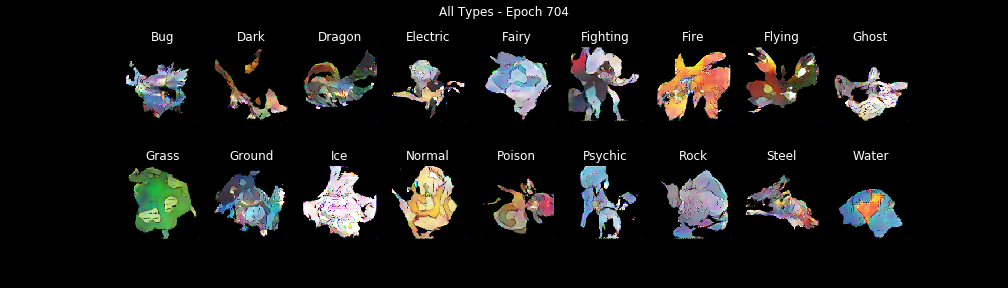 All Types - Epoch 704
Bug Dark Dragon Electric Fairy Fighting Fire Flying Ghost
Grass Ground Ice Normal Poison Psychic Rock Steel Water